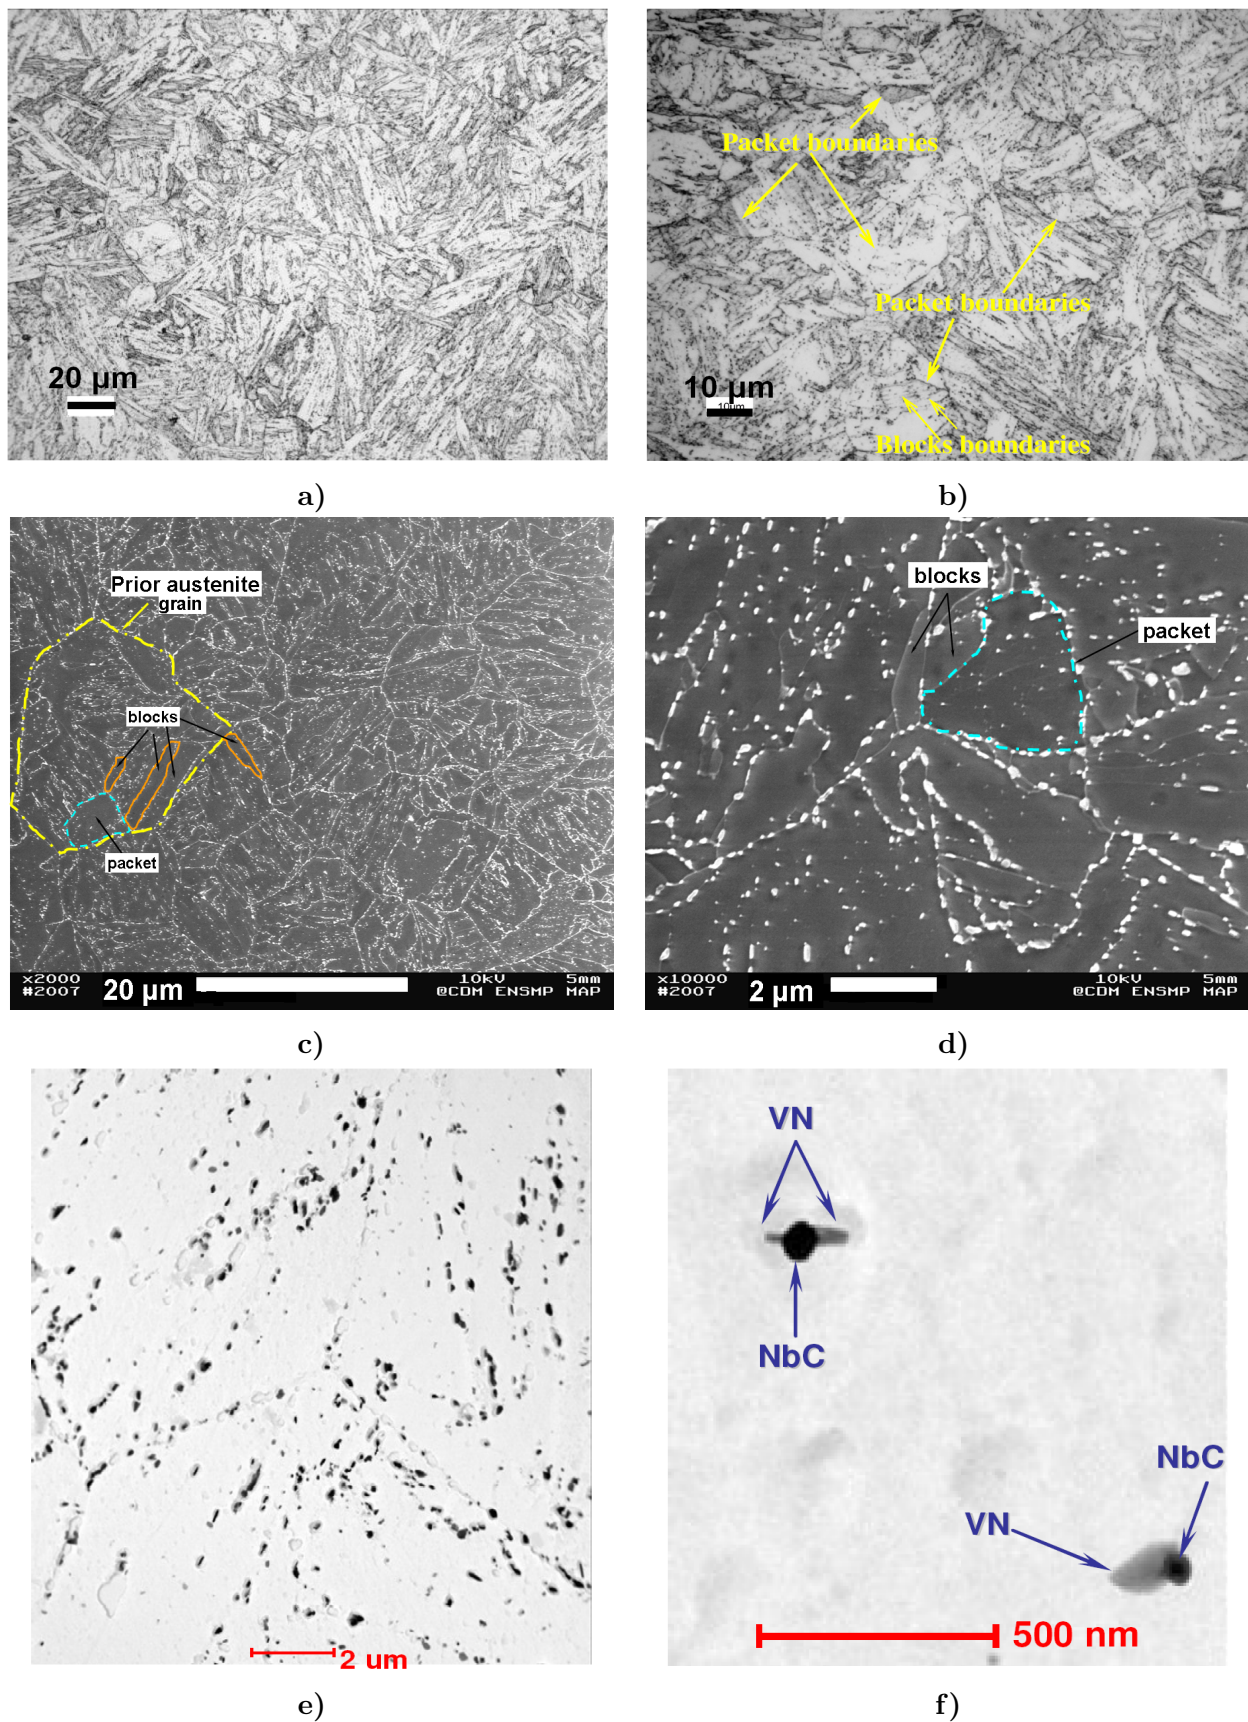 20 µm
Packet boundaries
Packet boundaries
10 µm
10µm
Blocks boundaries
a)
b)
Prior austenite
grain
blocks
packet
x2000
10kV
5mm
#2007
20 µm
@CDM ENSMP MAP
blocks
packet
x10000
10kV
5mm
#2007
2 µm
@CDM ENSMP MAP
c)
d)
2 um
VN
NbC
NbC
VN
500 nm
e)
f)